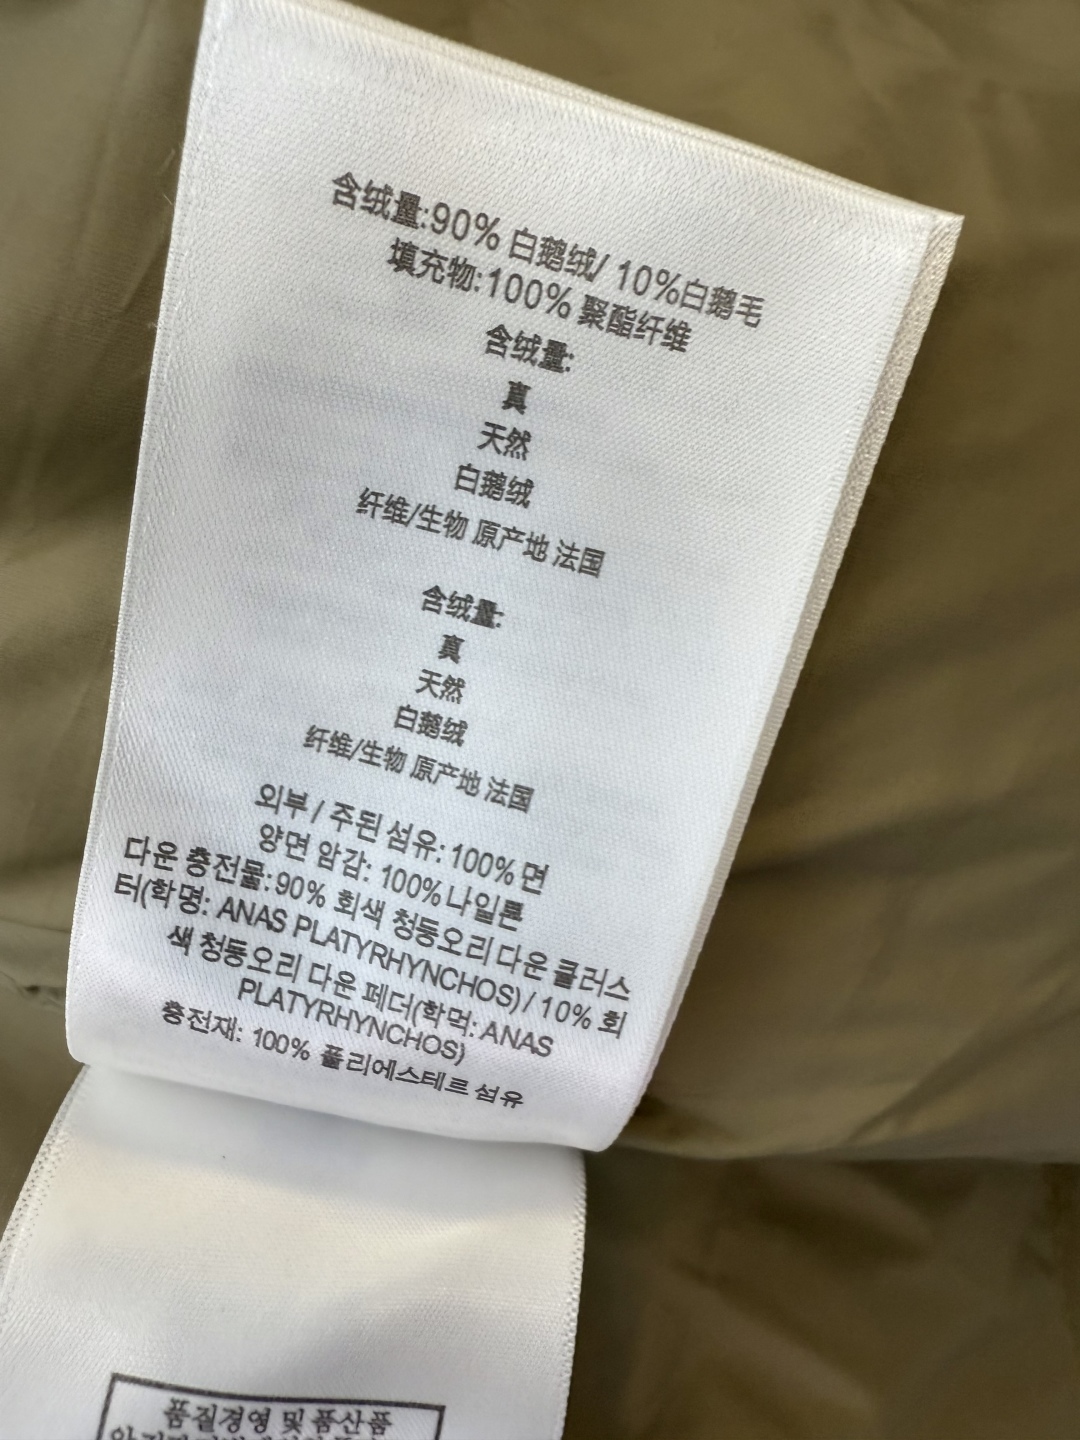 含绒量:90% 白鹅绒/ 10%白鹅毛
填充物:100% 聚酯纤维
含绒量:
真
天然
白鹅绒
纤维/生物 原产地 法国
含绒量:
真
天然
白鹅绒
纤维/生物 原产地 法国
외부 / 주된 섬유: 100% 면
양면 암감: 100%나일론
다운 충전물:90% 회색 청둥오리 다운 클러스
터(학명: ANAS PLATYRHYNCHOS) / 10% 회
색 청둥오리 다운 페더(학먹: ANAS
PLATYRHYNCHOS)
충전재: 100% 폴리에스테르 섬유
품질경영 및 품산품